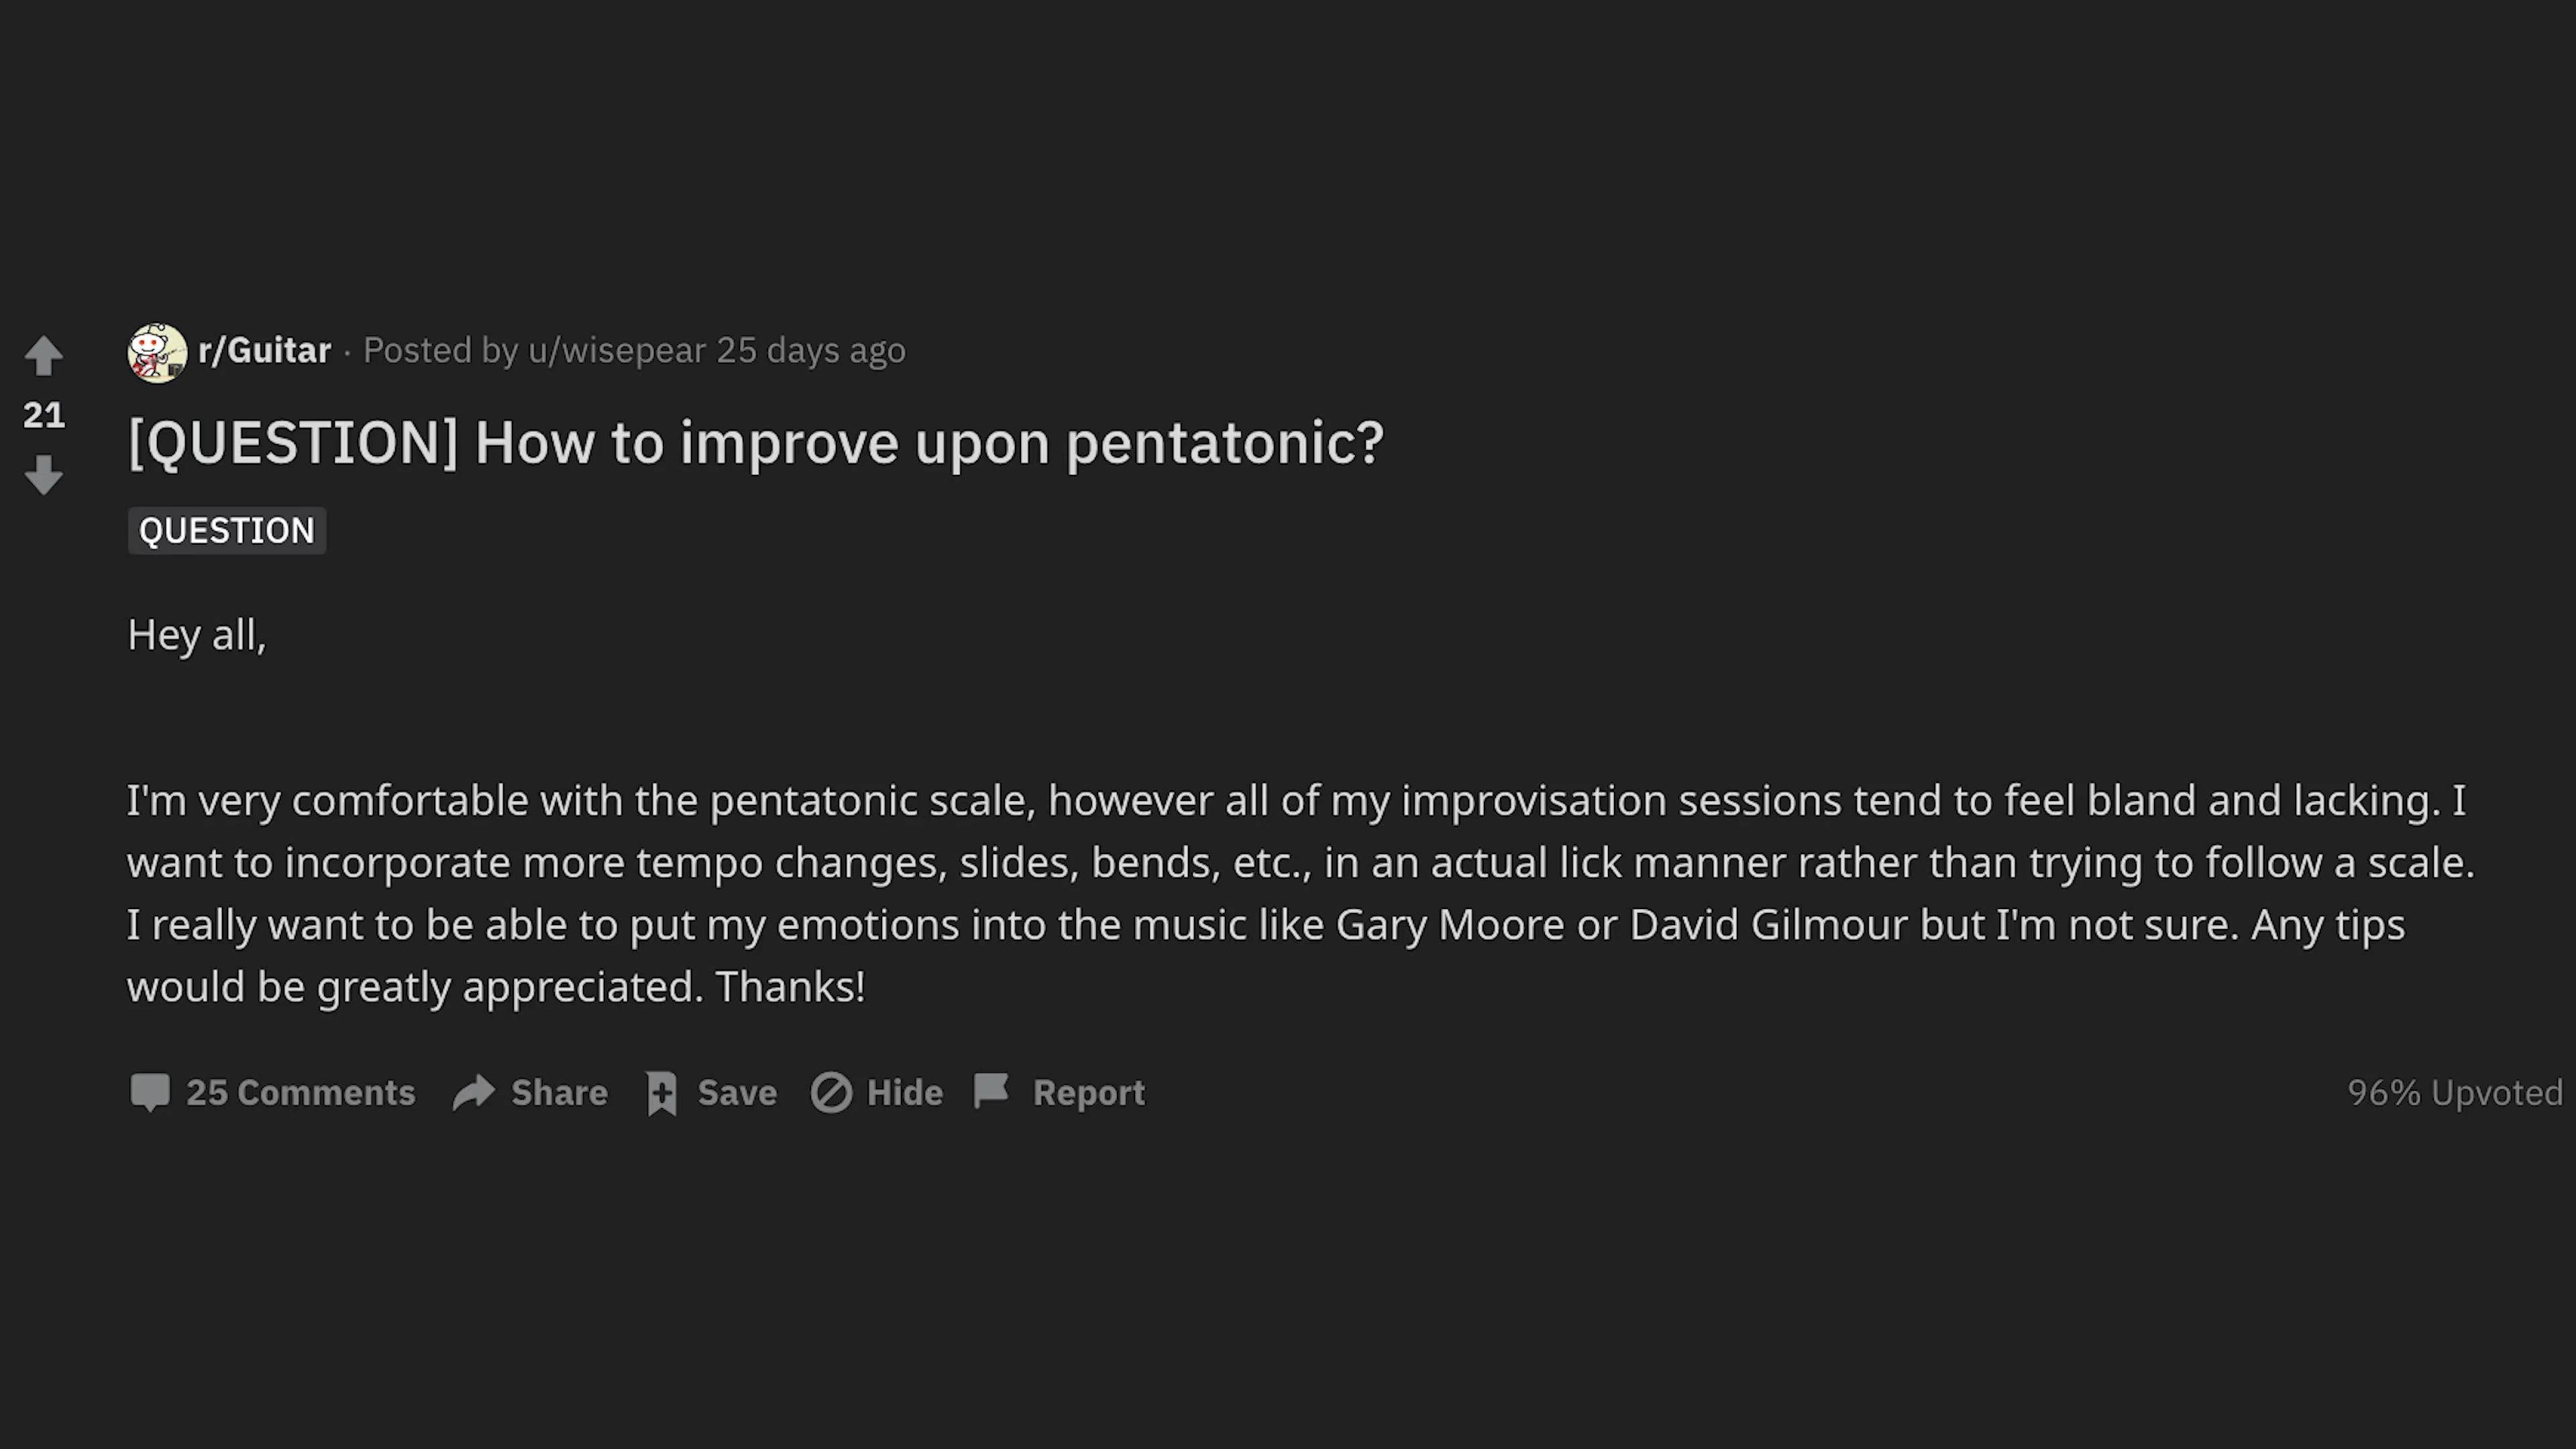 r/Guitar · Posted by u/wisepear 25 days ago
21
[QUESTION] How to improve upon pentatonic?
QUESTION
Hey all,
I'm very comfortable with the pentatonic scale, however all of my improvisation sessions tend to feel bland and lacking. I
want to incorporate more tempo changes, slides, bends, etc., in an actual lick manner rather than trying to follow a scale.
I really want to be able to put my emotions into the music like Gary Moore or David Gilmour but I'm not sure. Any tips
would be greatly appreciated. Thanks!
25 Comments Share Save Hide Report 96% Upvoted